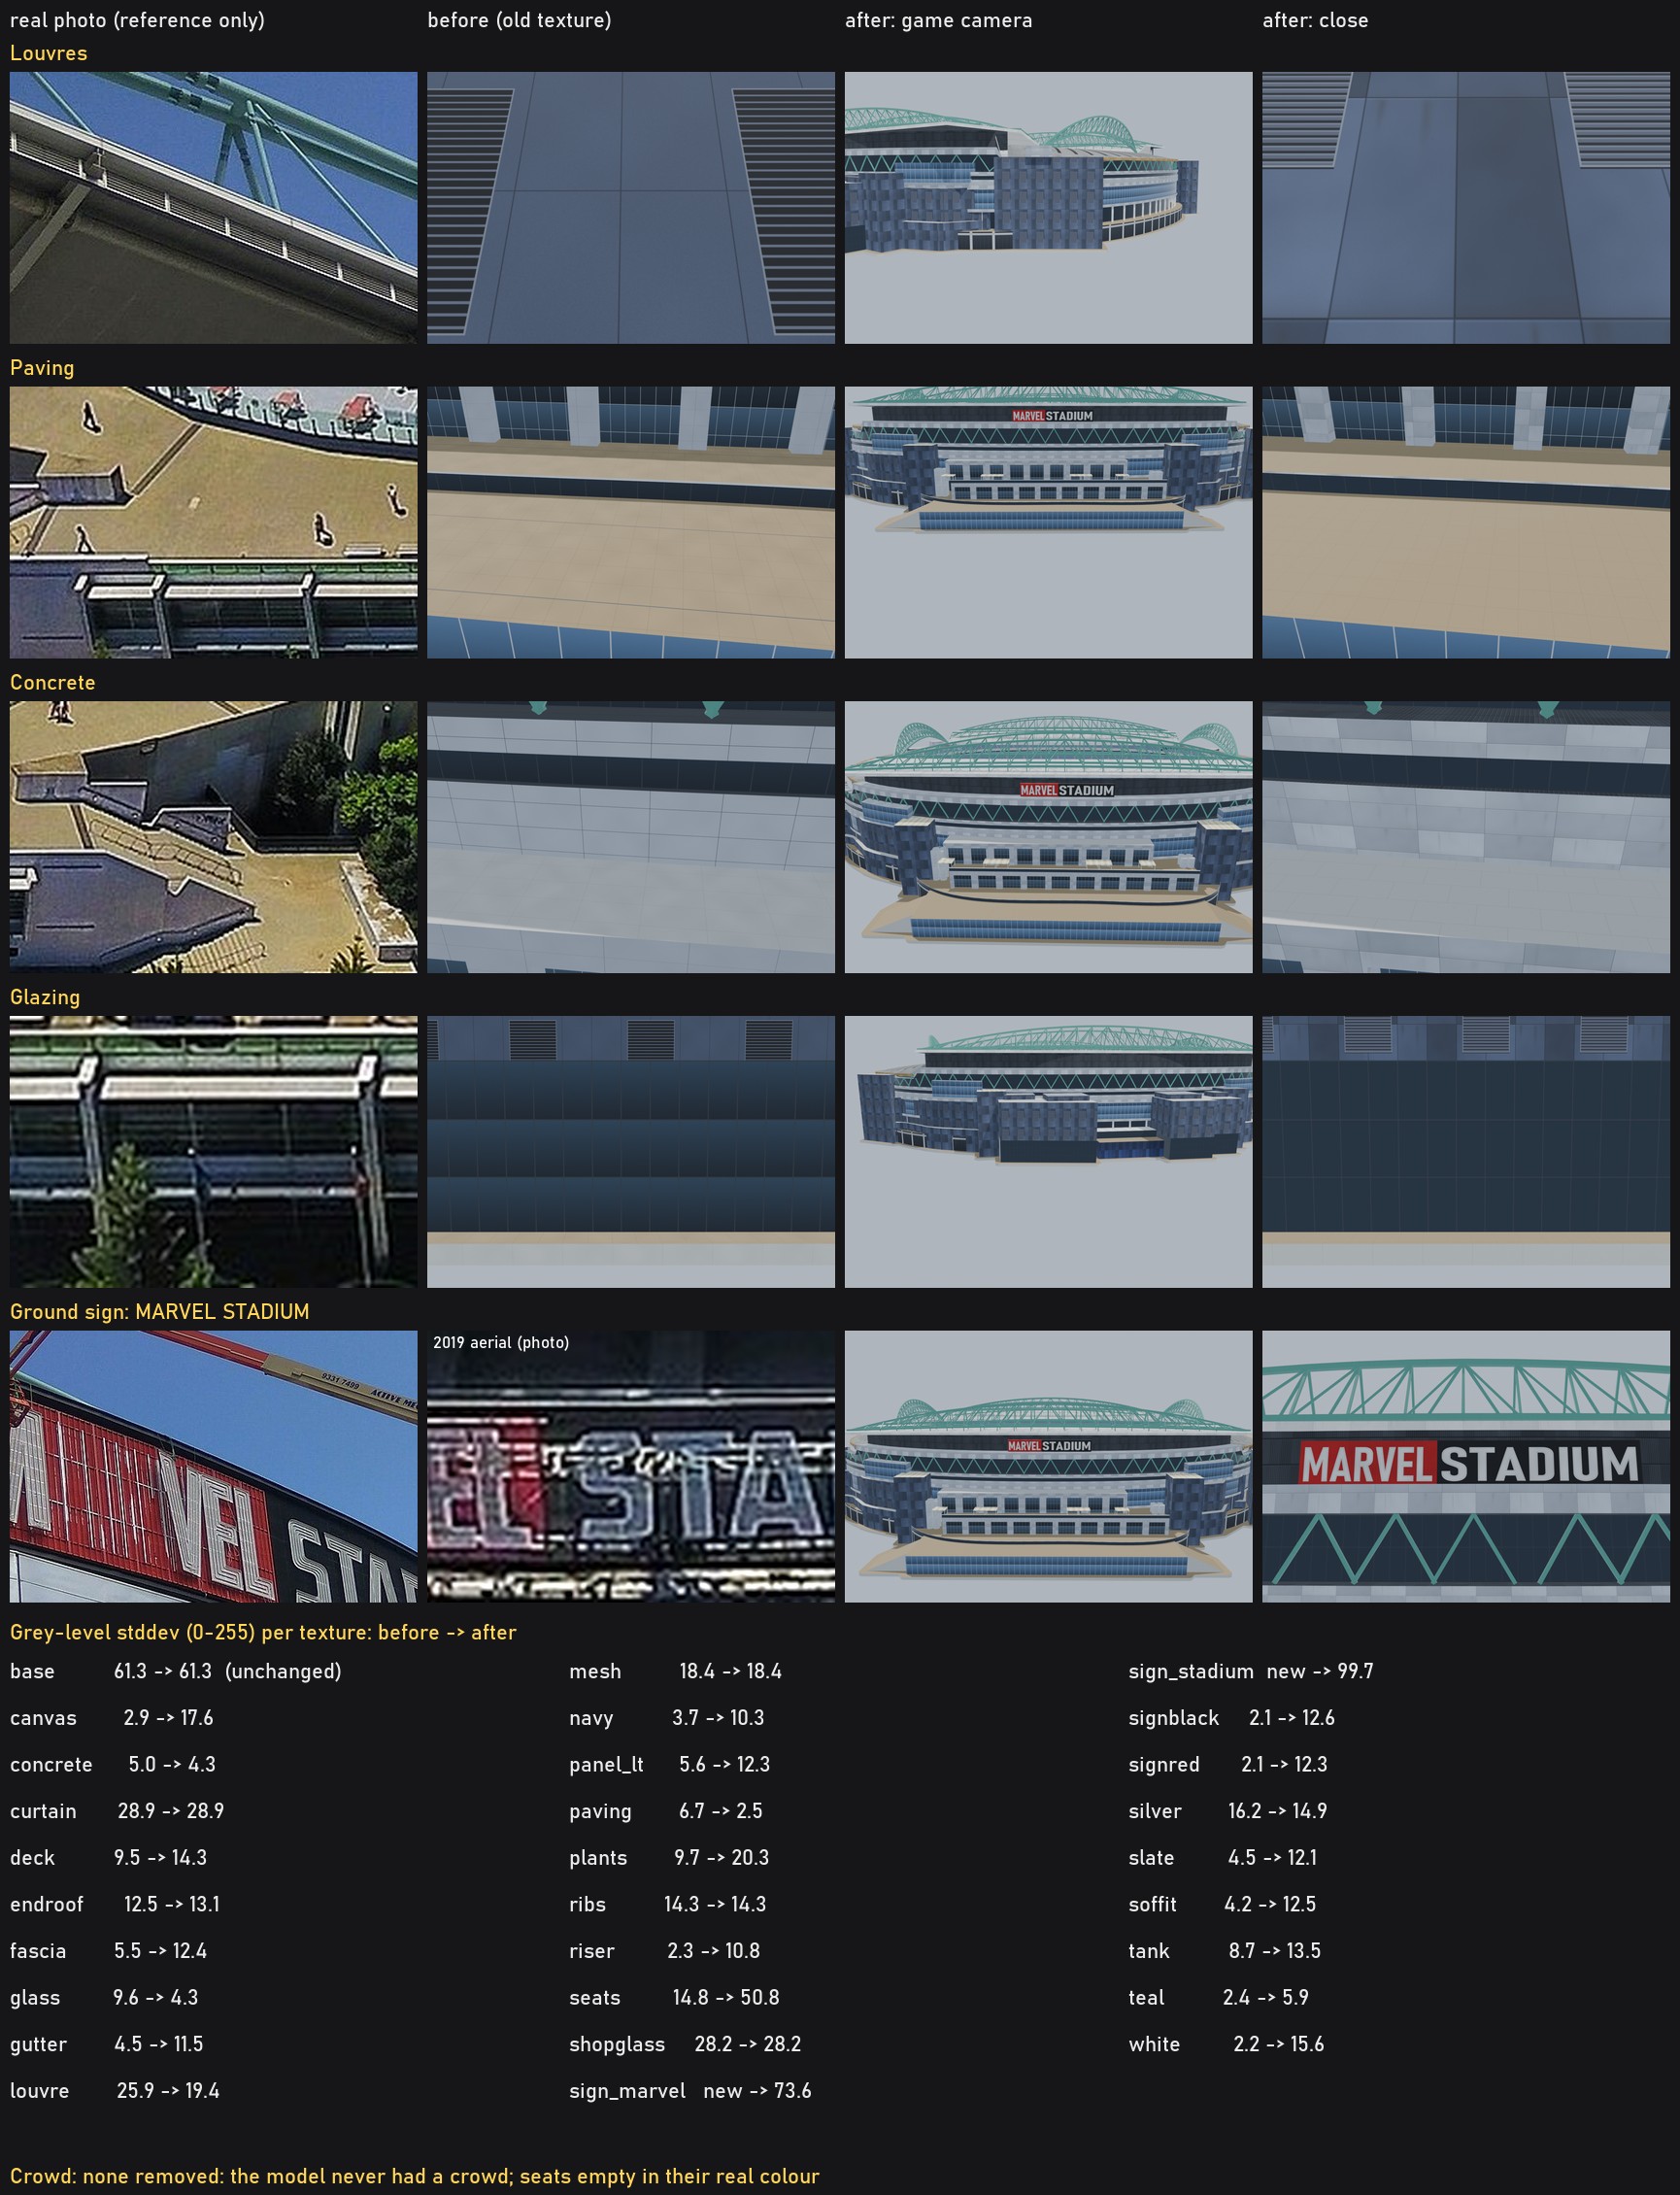 real photo (reference only) before (old texture) after: game camera after: close
Louvres
Paving
MARVEL STADIUM
Concrete
MARVEL STADIUM
Glazing
Ground sign: MARVEL STADIUM
2019 aerial (photo)
9331 7499
VEL STA
EL STA
MARVEL STADIUM
MARVEL STADIUM
Grey-level stddev (0-255) per texture: before -> after
base 61.3 -> 61.3 (unchanged)
canvas 2.9 -> 17.6
concrete 5.0 -> 4.3
curtain 28.9 -> 28.9
deck 9.5 -> 14.3
endroof 12.5 -> 13.1
fascia 5.5 -> 12.4
glass 9.6 -> 4.3
gutter 4.5 -> 11.5
louvre 25.9 -> 19.4
mesh 18.4 -> 18.4
navy 3.7 -> 10.3
panel_lt 5.6 -> 12.3
paving 6.7 -> 2.5
plants 9.7 -> 20.3
ribs 14.3 -> 14.3
riser 2.3 -> 10.8
seats 14.8 -> 50.8
shopglass 28.2 -> 28.2
sign_marvel new -> 73.6
sign_stadium new -> 99.7
signblack 2.1 -> 12.6
signred 2.1 -> 12.3
silver 16.2 -> 14.9
slate 4.5 -> 12.1
soffit 4.2 -> 12.5
tank 8.7 -> 13.5
teal 2.4 -> 5.9
white 2.2 -> 15.6
Crowd: none removed: the model never had a crowd; seats empty in their real colour